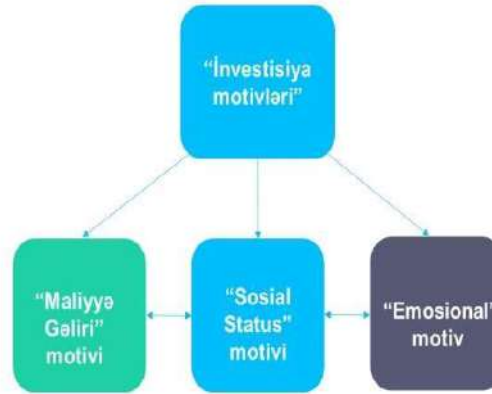 “İnvestisiya
motivləri”
“Maliyyə
Gəliri”
motivi
“Sosial
Status”
motivi
“Emosional”
motiv